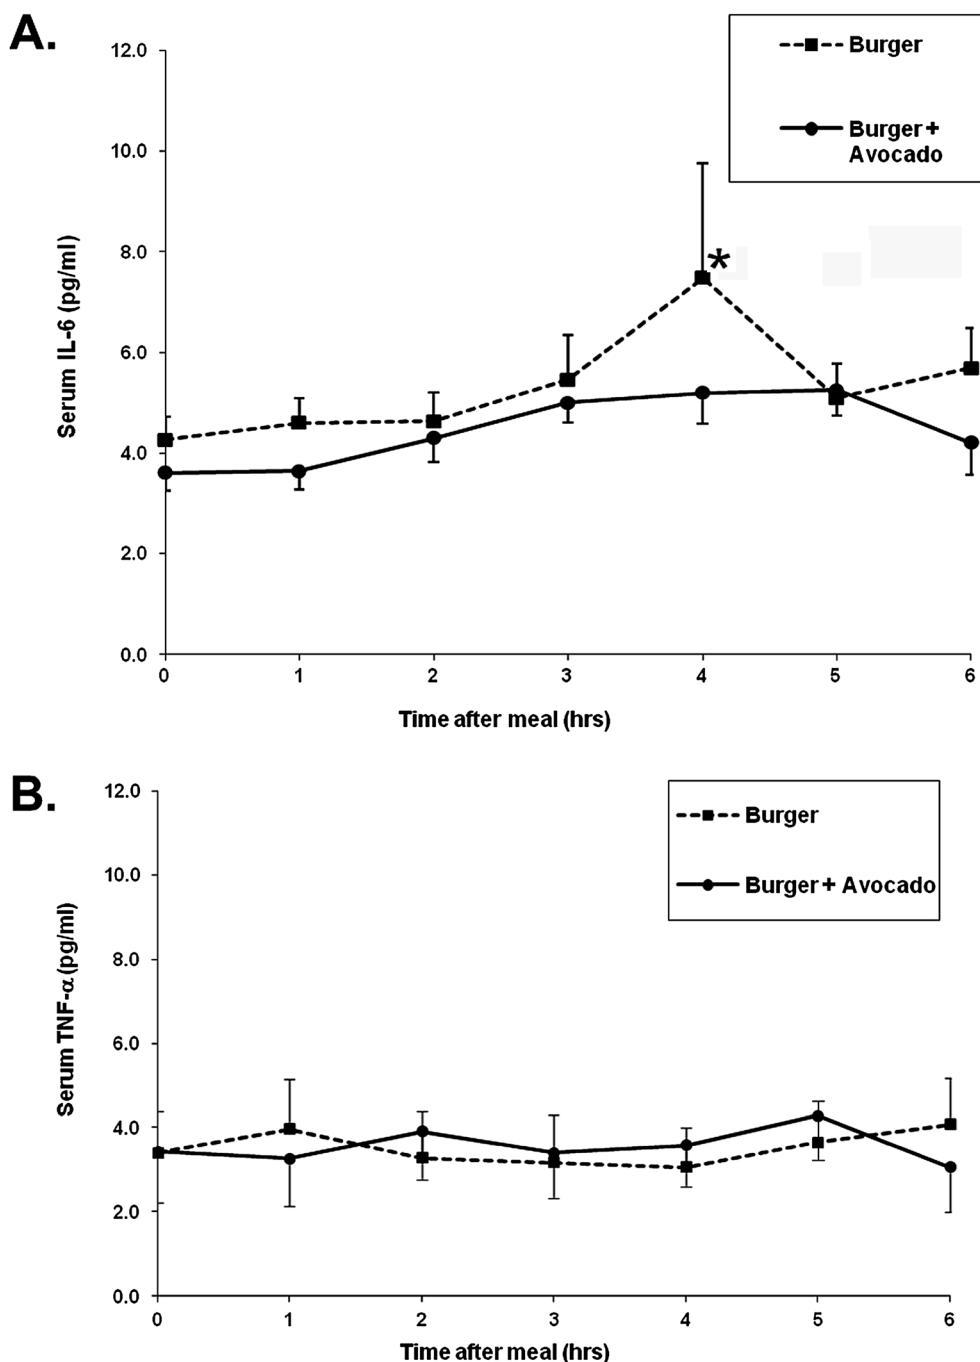 A.
12.0
10.0
8.0
6.0
4.0
2.0
0.0
Serum IL-6 (pg/ml)
Burger
Burger +
Avocado
*
0 1 2 3 4 5 6
Time after meal (hrs)
B.
12.0
10.0
8.0
6.0
4.0
2.0
0.0
Serum TNF-α (pg/ml)
Burger
Burger + Avocado
0 1 2 3 4 5 6
Time after meal (hrs)